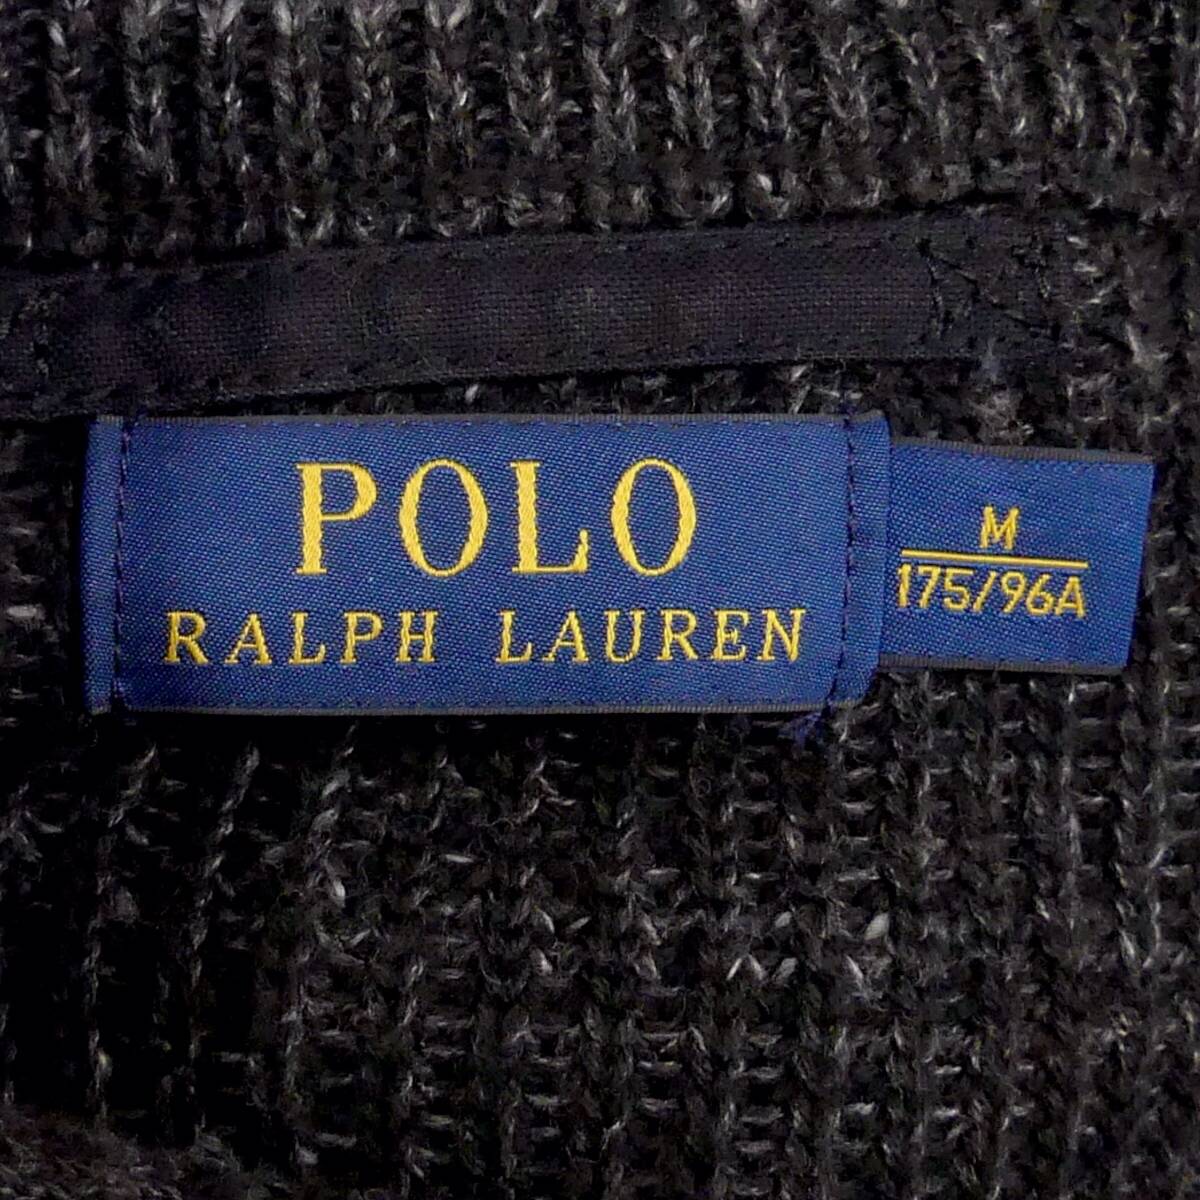 POLO
RALPH LAUREN
M
175/96A